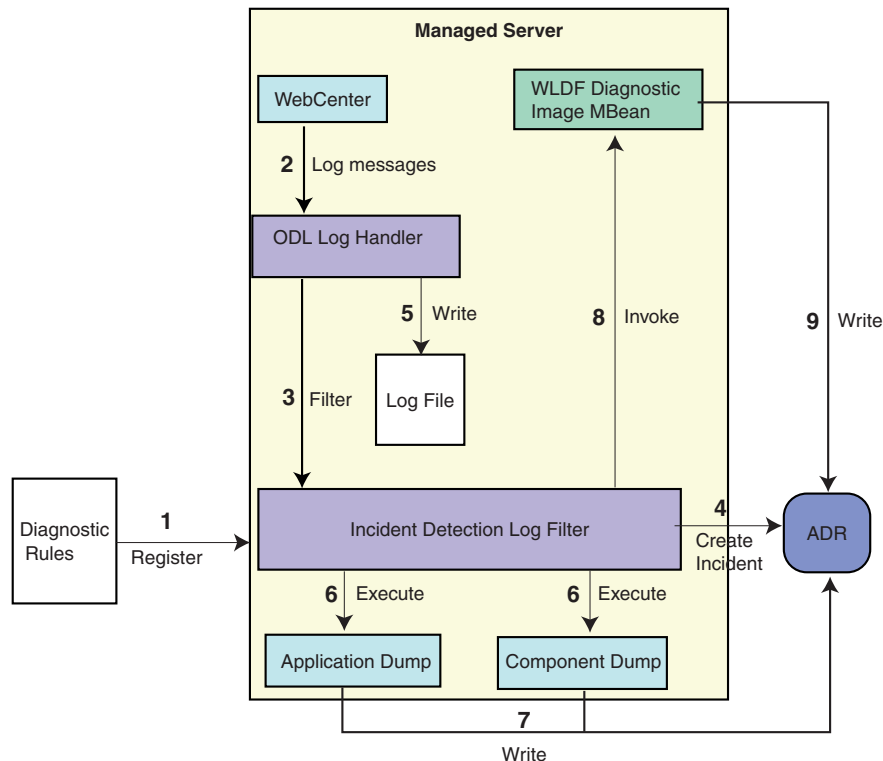 Managed Server
WebCenter
WLDF Diagnostic
Image MBean
2
Log messages
ODL Log Handler
5
Write
8
Invoke
9
Write
3
Filter
Log File
Diagnostic
Rules
1
Register
Incident Detection Log Filter
4
Create
Incident
ADR
6
Execute
6
Execute
Application Dump
Component Dump
7
Write